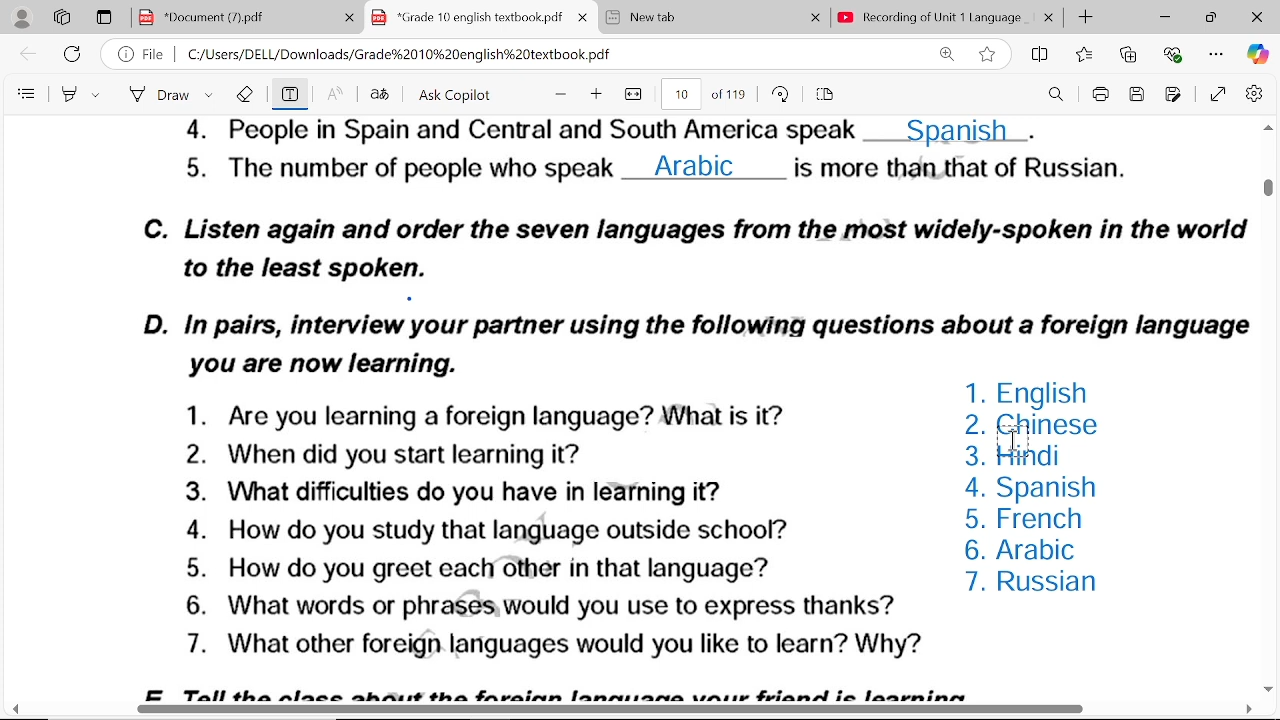 *Document (7).pdf
*Grade 10 english textbook.pdf
New tab
Recording of Unit 1 Language
File
C:/Users/DELL/Downloads/Grade%2010%20english%20textbook.pdf
Draw
Ask Copilot
10
of 119
4. People in Spain and Central and South America speak Spanish.
5. The number of people who speak Arabic is more than that of Russian.
C. Listen again and order the seven languages from the most widely-spoken in the world
to the least spoken.
D. In pairs, interview your partner using the following questions about a foreign language
you are now learning.
1. Are you learning a foreign language? What is it?
2. When did you start learning it?
3. What difficulties do you have in learning it?
4. How do you study that language outside school?
5. How do you greet each other in that language?
6. What words or phrases would you use to express thanks?
7. What other foreign languages would you like to learn? Why?
1. English
2. Chinese
3. Hindi
4. Spanish
5. French
6. Arabic
7. Russian
E. Tell the class about the foreign language your friend is learning